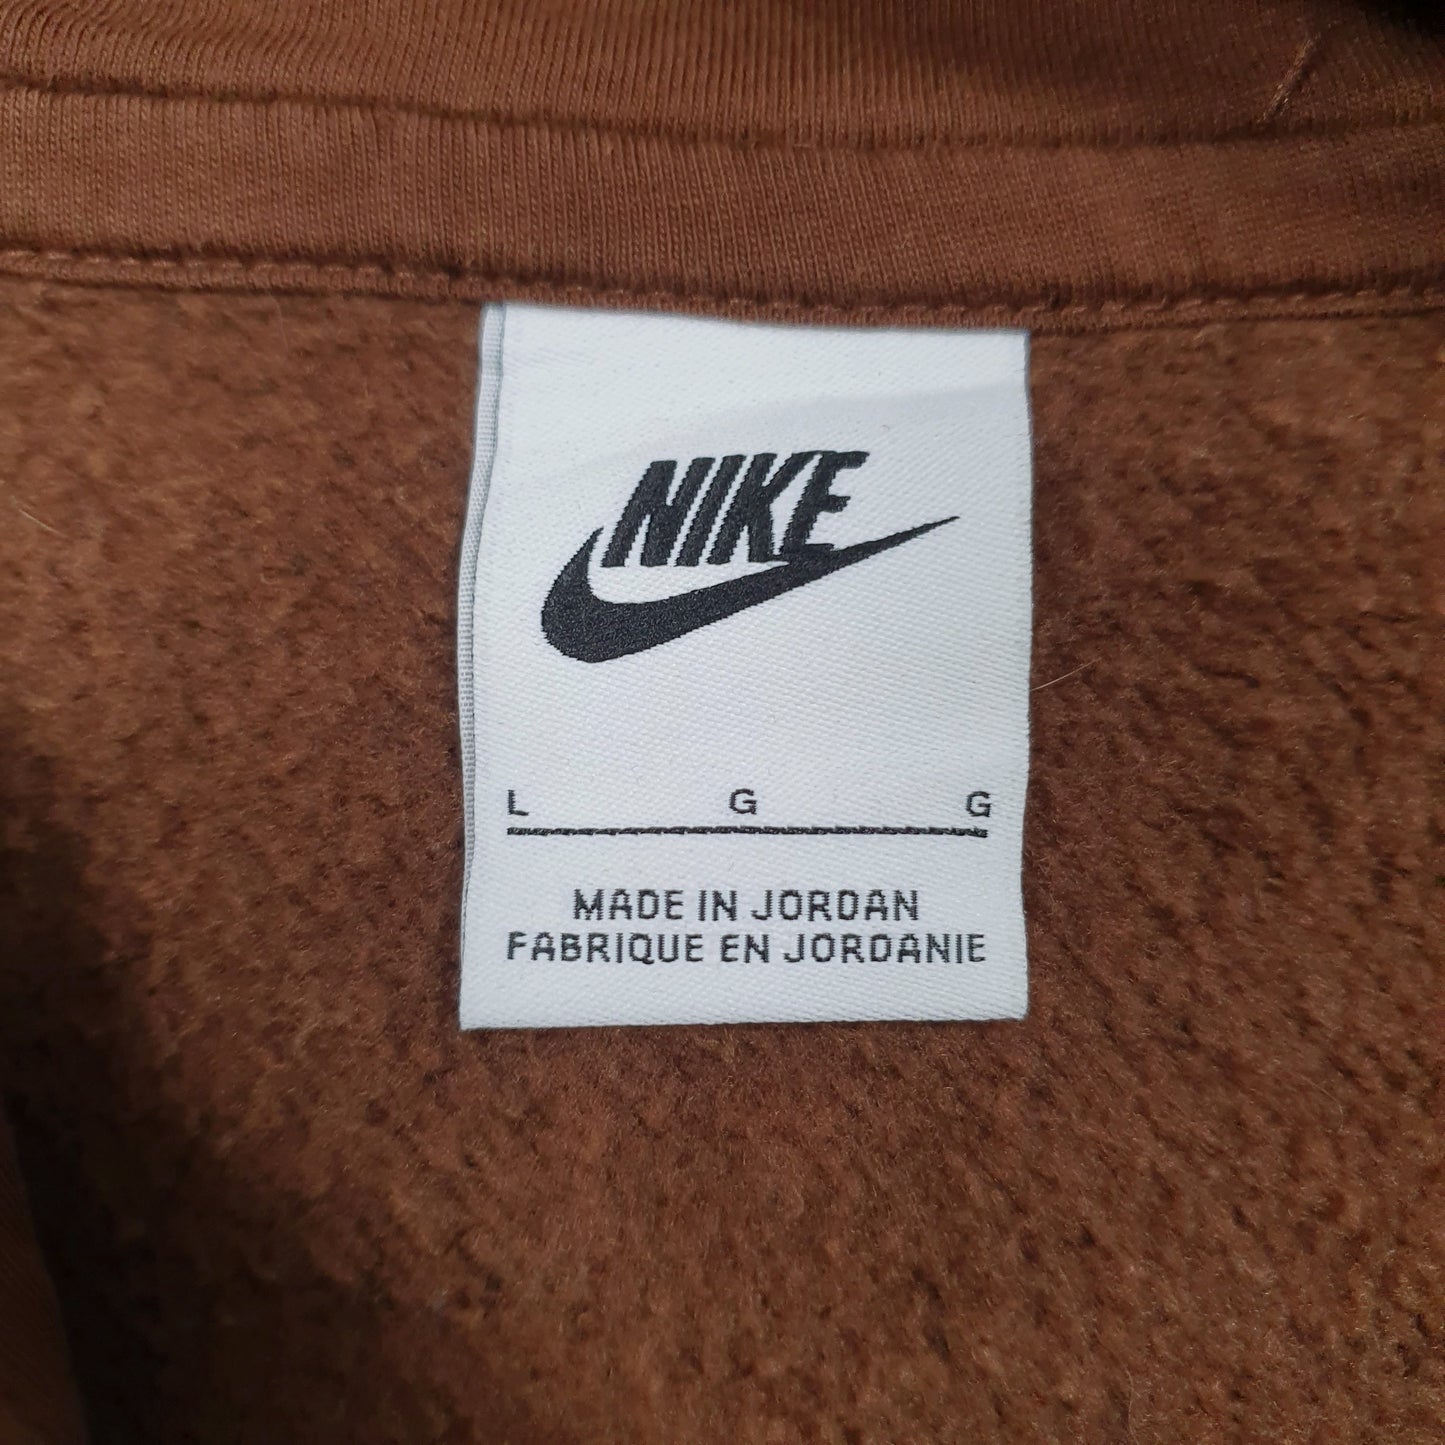 NIKE
L G G
MADE IN JORDAN
FABRIQUE EN JORDANIE